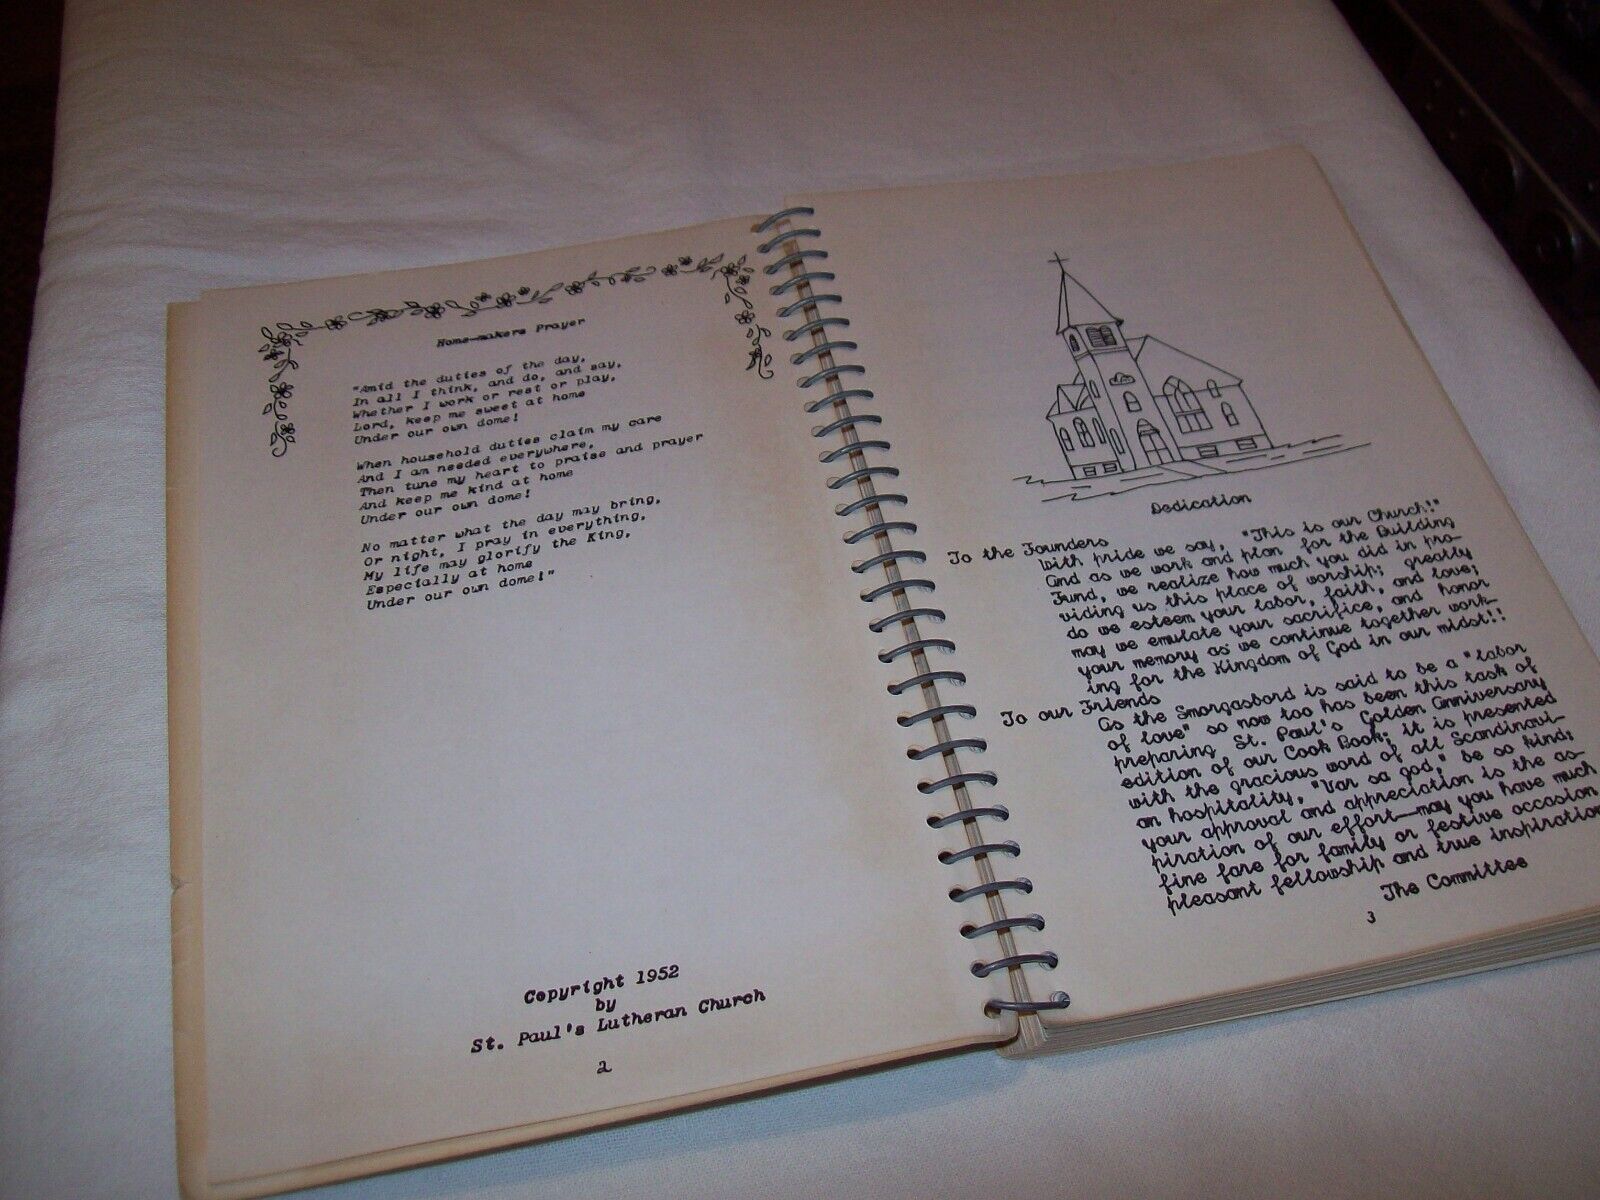 Home-makers Prayer
"Amid the duties of the day,
In all I think, and do, and say,
Whether I work or rest or play,
Lord, keep me sweet at home
Under our own dome!
When household duties claim my care
And I am needed everywhere,
Then tune my heart to praise and prayer
And keep me kind at home
Under our own dome!
No matter what the day may bring,
Or night, I pray in everything,
My life may glorify the King,
Especially at home
Under our own dome!"
Copyright 1952
by
St. Paul's Lutheran Church
2
Dedication
To the Founders
With pride we say, "This is our Church!"
And as we work and plan for the Building
Fund, we realize how much you did in pro-
viding us this place of worship; greatly
do we esteem your labor, faith, and love;
may we emulate your sacrifice, and honor
your memory as we continue together work-
ing for the Kingdom of God in our midst!!
To our Friends
As the Smorgasbord is said to be a "labor
of love" so now too has been this task of
preparing St. Paul's Golden Anniversary
edition of our Cook Book; it is presented
with the gracious word of all Scandinavi-
an hospitality, "Var sa god," be so kind;
your approval and appreciation is the as-
piration of our effort—may you have much
fine fare for family or festive occasion
pleasant fellowship and true inspiration
The Committee
3